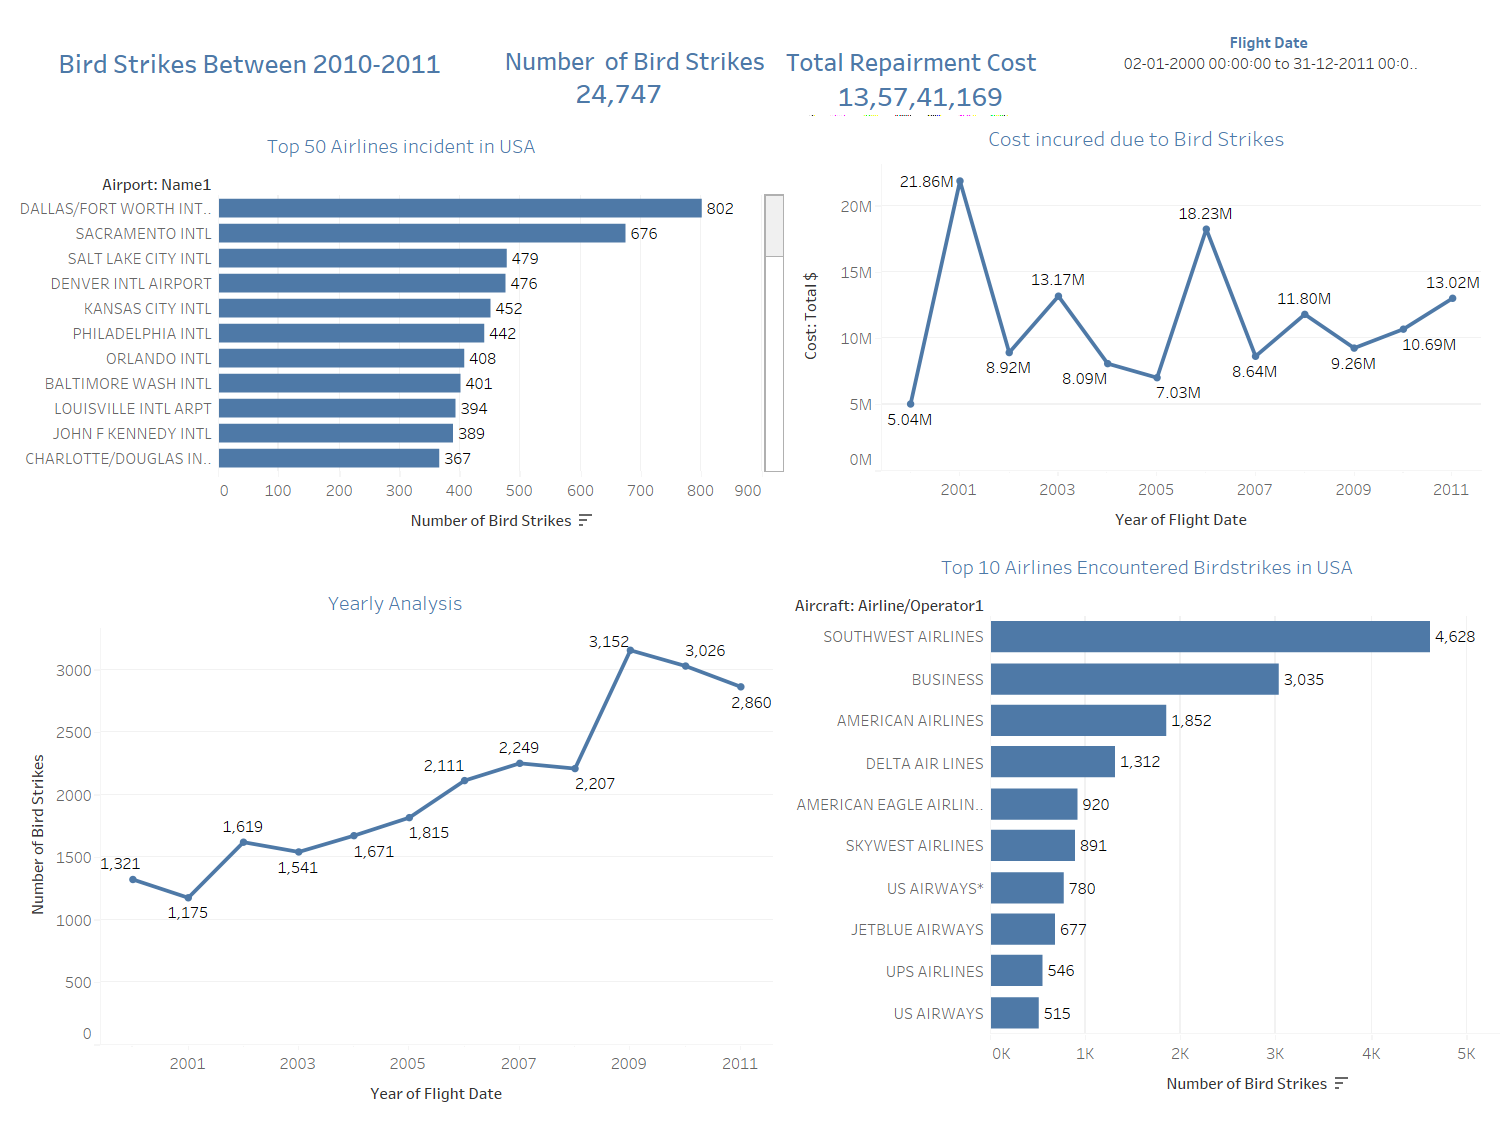 Bird Strikes Between 2010-2011
Number of Bird Strikes
24,747
Total Repairment Cost
13,57,41,169
Flight Date
02-01-2000 00:00:00 to 31-12-2011 00:0..
Top 50 Airlines incident in USA
Airport: Name1
DALLAS/FORT WORTH INT.. 802
SACRAMENTO INTL 676
SALT LAKE CITY INTL 479
DENVER INTL AIRPORT 476
KANSAS CITY INTL 452
PHILADELPHIA INTL 442
ORLANDO INTL 408
BALTIMORE WASH INTL 401
LOUISVILLE INTL ARPT 394
JOHN F KENNEDY INTL 389
CHARLOTTE/DOUGLAS IN.. 367
0 100 200 300 400 500 600 700 800 900
Number of Bird Strikes
Cost incured due to Bird Strikes
Cost: Total $
20M
15M
10M
5M
0M
5.04M
21.86M
8.92M
13.17M
8.09M
7.03M
18.23M
8.64M
11.80M
9.26M
10.69M
13.02M
2001 2003 2005 2007 2009 2011
Year of Flight Date
Yearly Analysis
Number of Bird Strikes
3000
2500
2000
1500
1000
500
0
1,321
1,175
1,619
1,541
1,671
1,815
2,111
2,249
2,207
3,152
3,026
2,860
2001 2003 2005 2007 2009 2011
Year of Flight Date
Top 10 Airlines Encountered Birdstrikes in USA
Aircraft: Airline/Operator1
SOUTHWEST AIRLINES 4,628
BUSINESS 3,035
AMERICAN AIRLINES 1,852
DELTA AIR LINES 1,312
AMERICAN EAGLE AIRLIN.. 920
SKYWEST AIRLINES 891
US AIRWAYS* 780
JETBLUE AIRWAYS 677
UPS AIRLINES 546
US AIRWAYS 515
0K 1K 2K 3K 4K 5K
Number of Bird Strikes